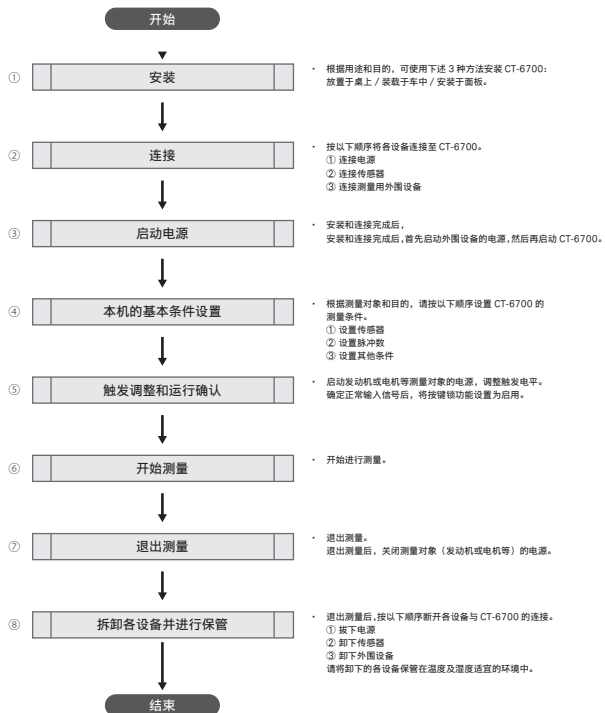 开始
① 安装
· 根据用途和目的，可使用下述 3 种方法安装 CT-6700：
放置于桌上 / 装载于车中 / 安装于面板。
② 连接
· 按以下顺序将各设备连接至 CT-6700。
① 连接电源
② 连接传感器
③ 连接测量用外围设备
③ 启动电源
· 安装和连接完成后，
安装和连接完成后，首先启动外围设备的电源，然后再启动 CT-6700。
④ 本机的基本条件设置
· 根据测量对象和目的，请按以下顺序设置 CT-6700 的
测量条件。
① 设置传感器
② 设置脉冲数
③ 设置其他条件
⑤ 触发调整和运行确认
· 启动发动机或电机等测量对象的电源，调整触发电平。
确定正常输入信号后，将按键锁功能设置为启用。
⑥ 开始测量
· 开始进行测量。
⑦ 退出测量
· 退出测量。
退出测量后，关闭测量对象（发动机或电机等）的电源。
⑧ 拆卸各设备并进行保管
· 退出测量后，按以下顺序断开各设备与 CT-6700 的连接。
① 拔下电源
② 卸下传感器
③ 卸下外围设备
请将卸下的各设备保管在温度及湿度适宜的环境中。
结束